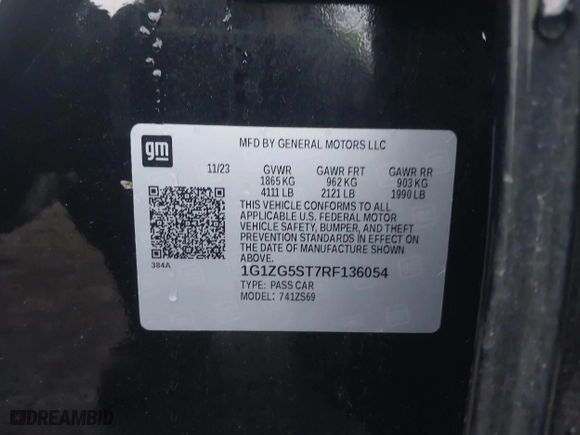 gm
MFD BY GENERAL MOTORS LLC
11/23 GVWR GAWR FRT GAWR RR
1865 KG 962 KG 903 KG
4111 LB 2121 LB 1990 LB
THIS VEHICLE CONFORMS TO ALL
APPLICABLE U.S. FEDERAL MOTOR
VEHICLE SAFETY, BUMPER, AND THEFT
PREVENTION STANDARDS IN EFFECT ON
THE DATE OF MANUFACTURE SHOWN
ABOVE.
384A
1G1ZG5ST7RF136054
TYPE: PASS CAR
MODEL: 741ZS69
DREAMBID